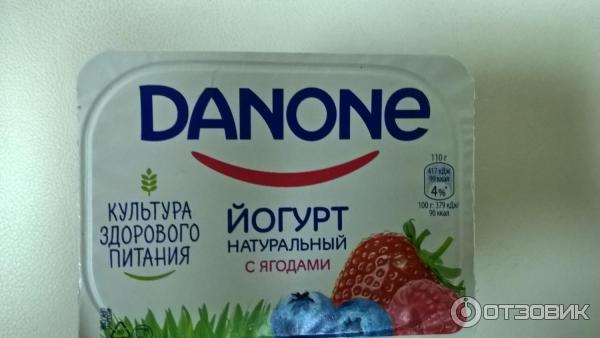 DANONE
КУЛЬТУРА
ЗДОРОВОГО
ПИТАНИЯ
ЙОГУРТ
НАТУРАЛЬНЫЙ
С ЯГОДАМИ
110 г
417 кДж
99 ккал
4%*
100 г: 379 кДж/
90 ккал
ОТЗОВИК